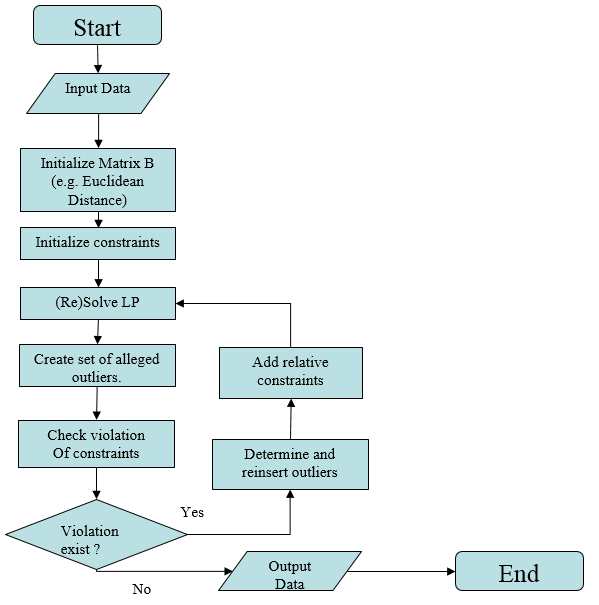 Start
Input Data
Initialize Matrix B
(e.g. Euclidean
Distance)
Initialize constraints
(Re)Solve LP
Create set of alleged
outliers.
Check violation
Of constraints
Violation
exist ?
Yes
No
Determine and
reinsert outliers
Add relative
constraints
Output
Data
End